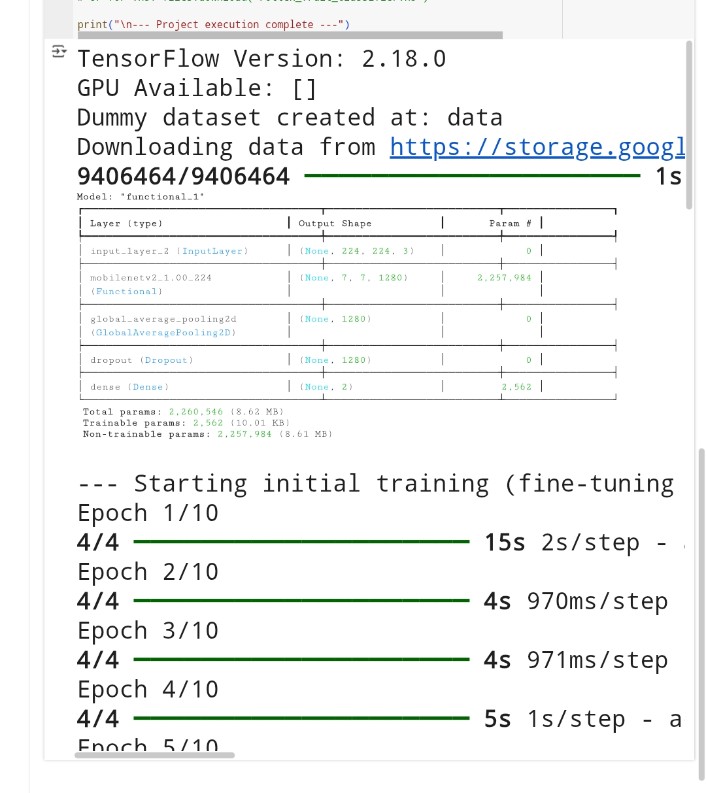 print("\n--- Project execution complete ---")
TensorFlow Version: 2.18.0
GPU Available: []
Dummy dataset created at: data
Downloading data from https://storage.googl
9406464/9406464 1s
Model: "functional_1"
Layer (type) Output Shape Param #
input_layer_2 (InputLayer) (None, 224, 224, 3) 0
mobilenetv2_1.00_224 (None, 7, 7, 1280) 2,257,984
(Functional)
global_average_pooling2d (None, 1280) 0
(GlobalAveragePooling2D)
dropout (Dropout) (None, 1280) 0
dense (Dense) (None, 2) 2,562
Total params: 2,260,546 (8.62 MB)
Trainable params: 2,562 (10.01 KB)
Non-trainable params: 2,257,984 (8.61 MB)
--- Starting initial training (fine-tuning
Epoch 1/10
4/4 15s 2s/step -
Epoch 2/10
4/4 4s 970ms/step
Epoch 3/10
4/4 4s 971ms/step
Epoch 4/10
4/4 5s 1s/step - a
Epoch 5/10